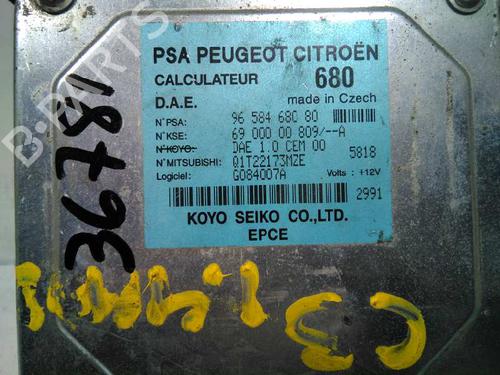 PSA PEUGEOT CITROËN
CALCULATEUR 680
D.A.E. made in Czech
N°PSA: 96 584 680 80
N°KSE: 69 000 00 809/--A
N°KOYO: DAE 1.0 CEM 00
N°MITSUBISHI: Q1T22173MZE 5818
Logiciel: G084007A Volts : +12V
2991
KOYO SEIKO CO.,LTD.
EPCE
36781
C3
B-PARTS